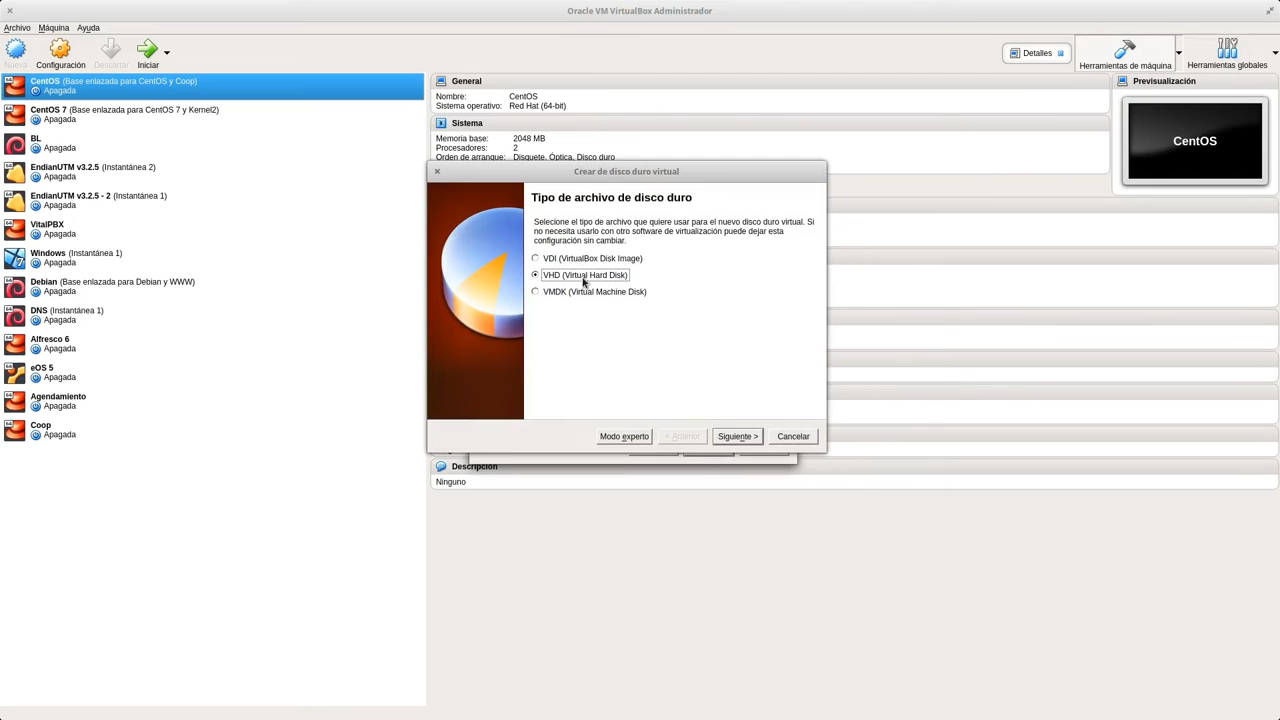 Oracle VM VirtualBox Administrador
Archivo Máquina Ayuda
Nueva Configuración Descartar Iniciar
Detalles Herramientas de máquina Herramientas globales
CentOS (Base enlazada para CentOS y Coop)
Apagada
CentOS 7 (Base enlazada para CentOS 7 y Kernel2)
Apagada
BL
Apagada
EndianUTM v3.2.5 (Instantánea 2)
Apagada
EndianUTM v3.2.5 - 2 (Instantánea 1)
Apagada
VitalPBX
Apagada
Windows (Instantánea 1)
Apagada
Debian (Base enlazada para Debian y WWW)
Apagada
DNS (Instantánea 1)
Apagada
Alfresco 6
Apagada
eOS 5
Apagada
Agendamiento
Apagada
Coop
Apagada
General
Nombre: CentOS
Sistema operativo: Red Hat (64-bit)
Sistema
Memoria base: 2048 MB
Procesadores: 2
Orden de arranque: Disquete, Óptica, Disco duro
Previsualización
CentOS
Crear de disco duro virtual
Tipo de archivo de disco duro
Selecione el tipo de archivo que quiere usar para el nuevo disco duro virtual. Si
no necesita usarlo con otro software de virtualización puede dejar esta
configuración sin cambiar.
VDI (VirtualBox Disk Image)
VHD (Virtual Hard Disk)
VMDK (Virtual Machine Disk)
Modo experto < Anterior Siguiente > Cancelar
Descripción
Ninguno